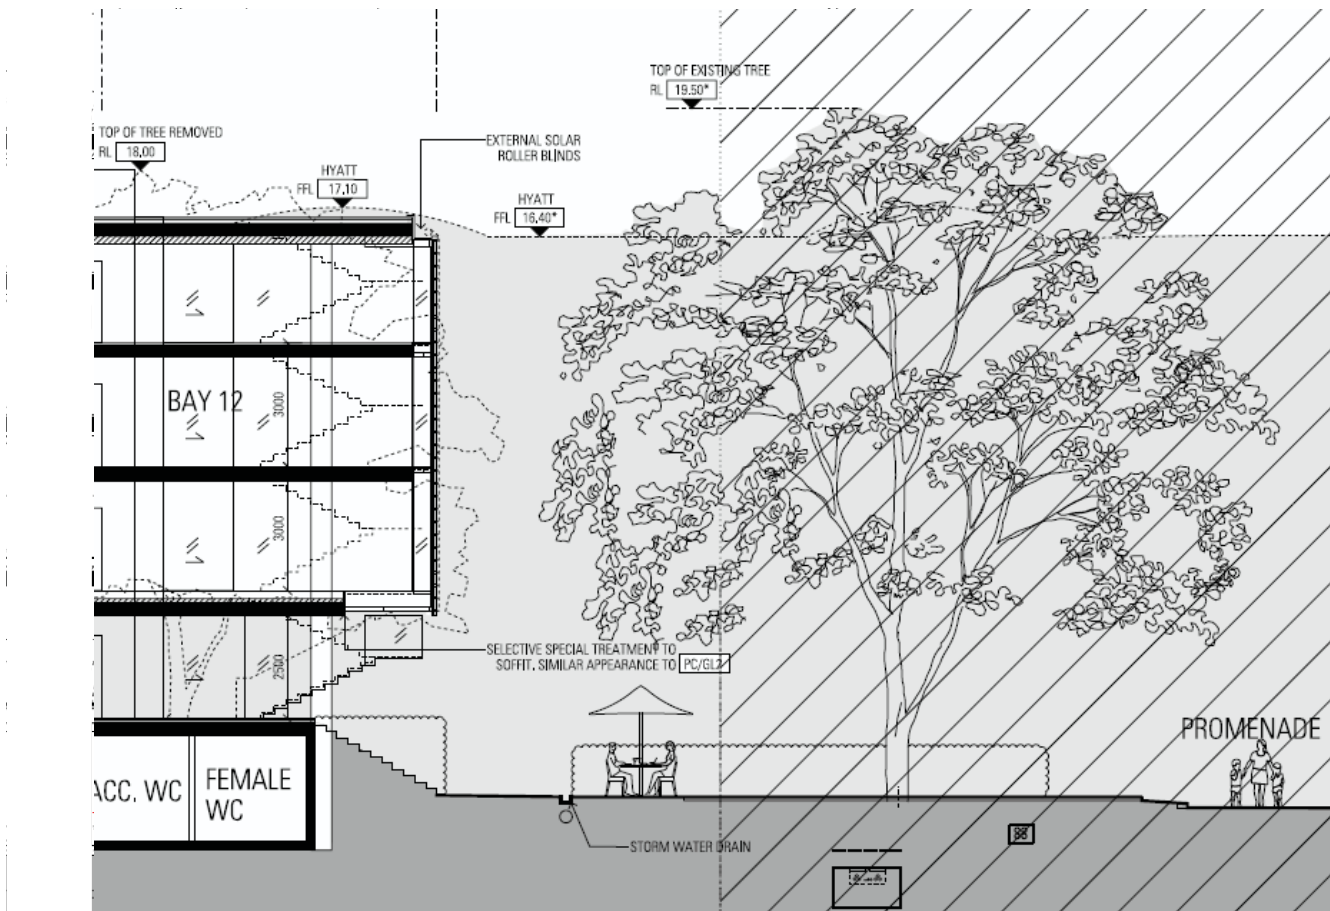 TOP OF EXISTING TREE
RL 19.50*
TOP OF TREE REMOVED
RL 18.00
EXTERNAL SOLAR
ROLLER BLINDS
HYATT
FFL 17.10
HYATT
FFL 16.40*
BAY 12
3000
3000
2500
SELECTIVE SPECIAL TREATMENT TO
SOFFIT. SIMILAR APPEARANCE TO PC/GL7
PROMENADE
ACC. WC
FEMALE
WC
STORM WATER DRAIN